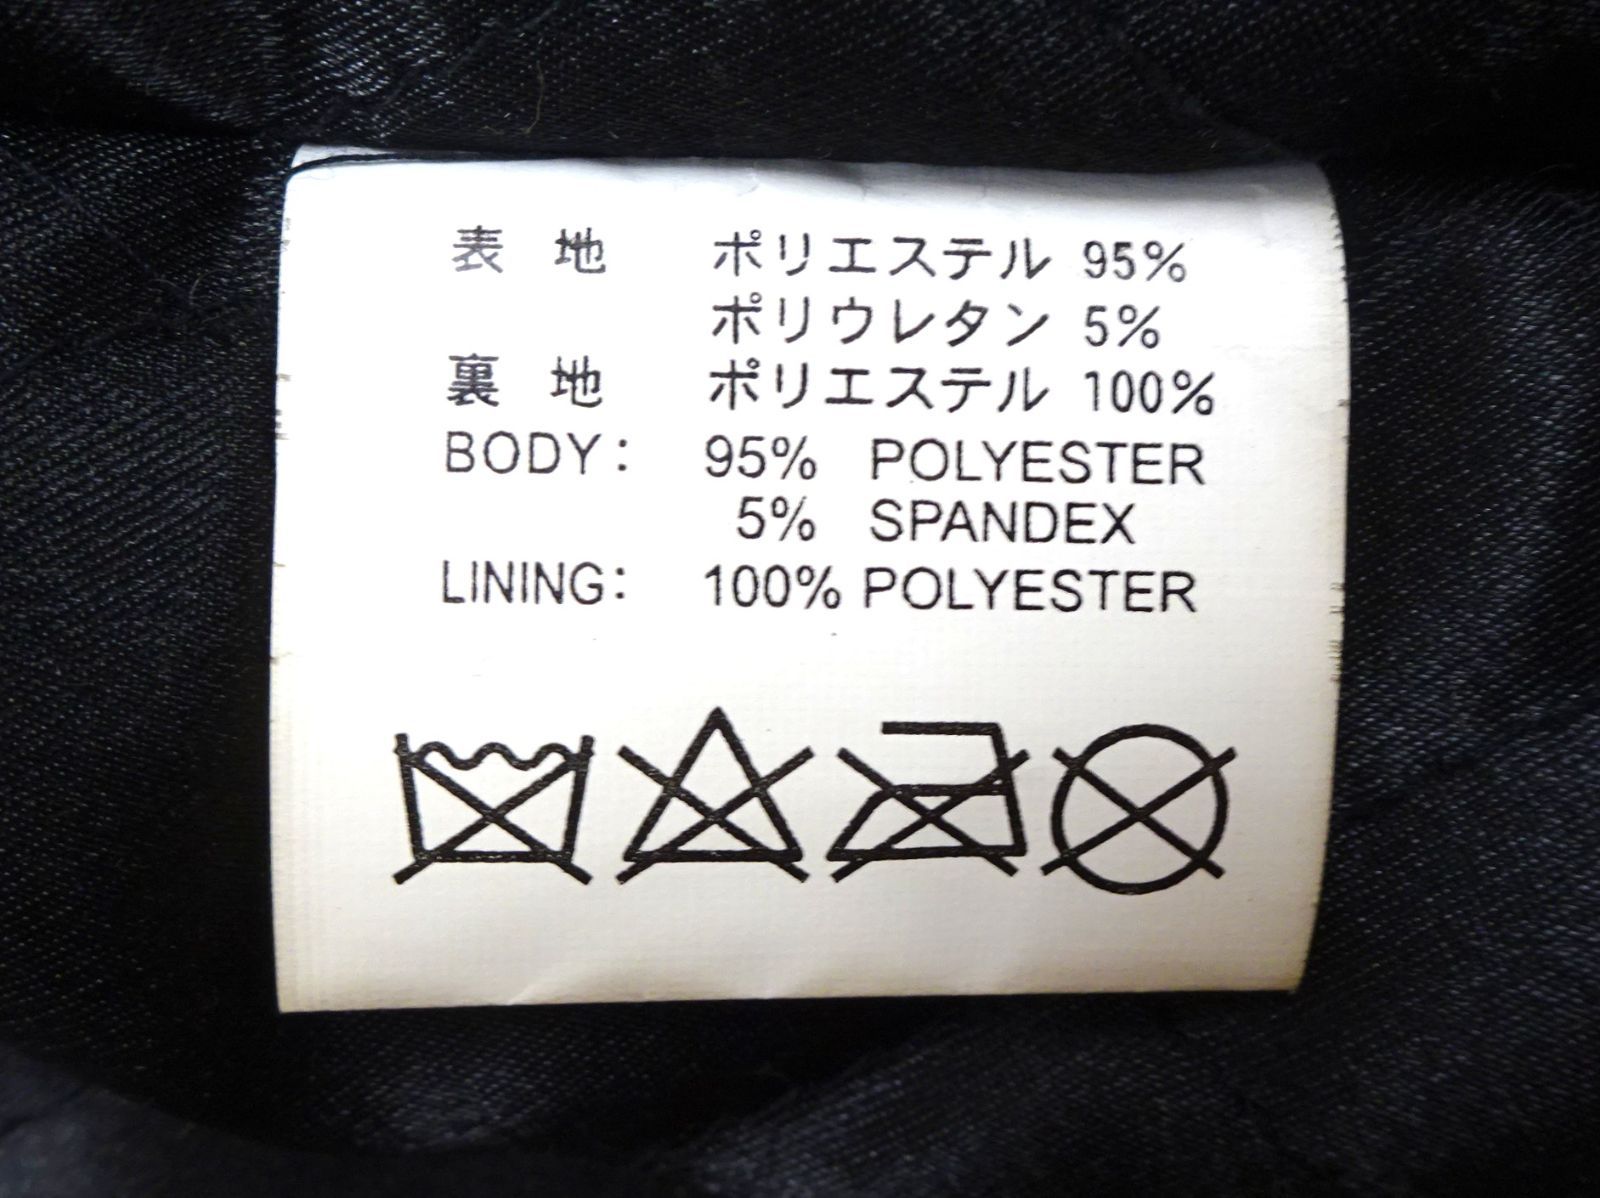 表 地 ポリエステル 95%
ポリウレタン 5%
裏 地 ポリエステル 100%
BODY: 95% POLYESTER
5% SPANDEX
LINING: 100% POLYESTER